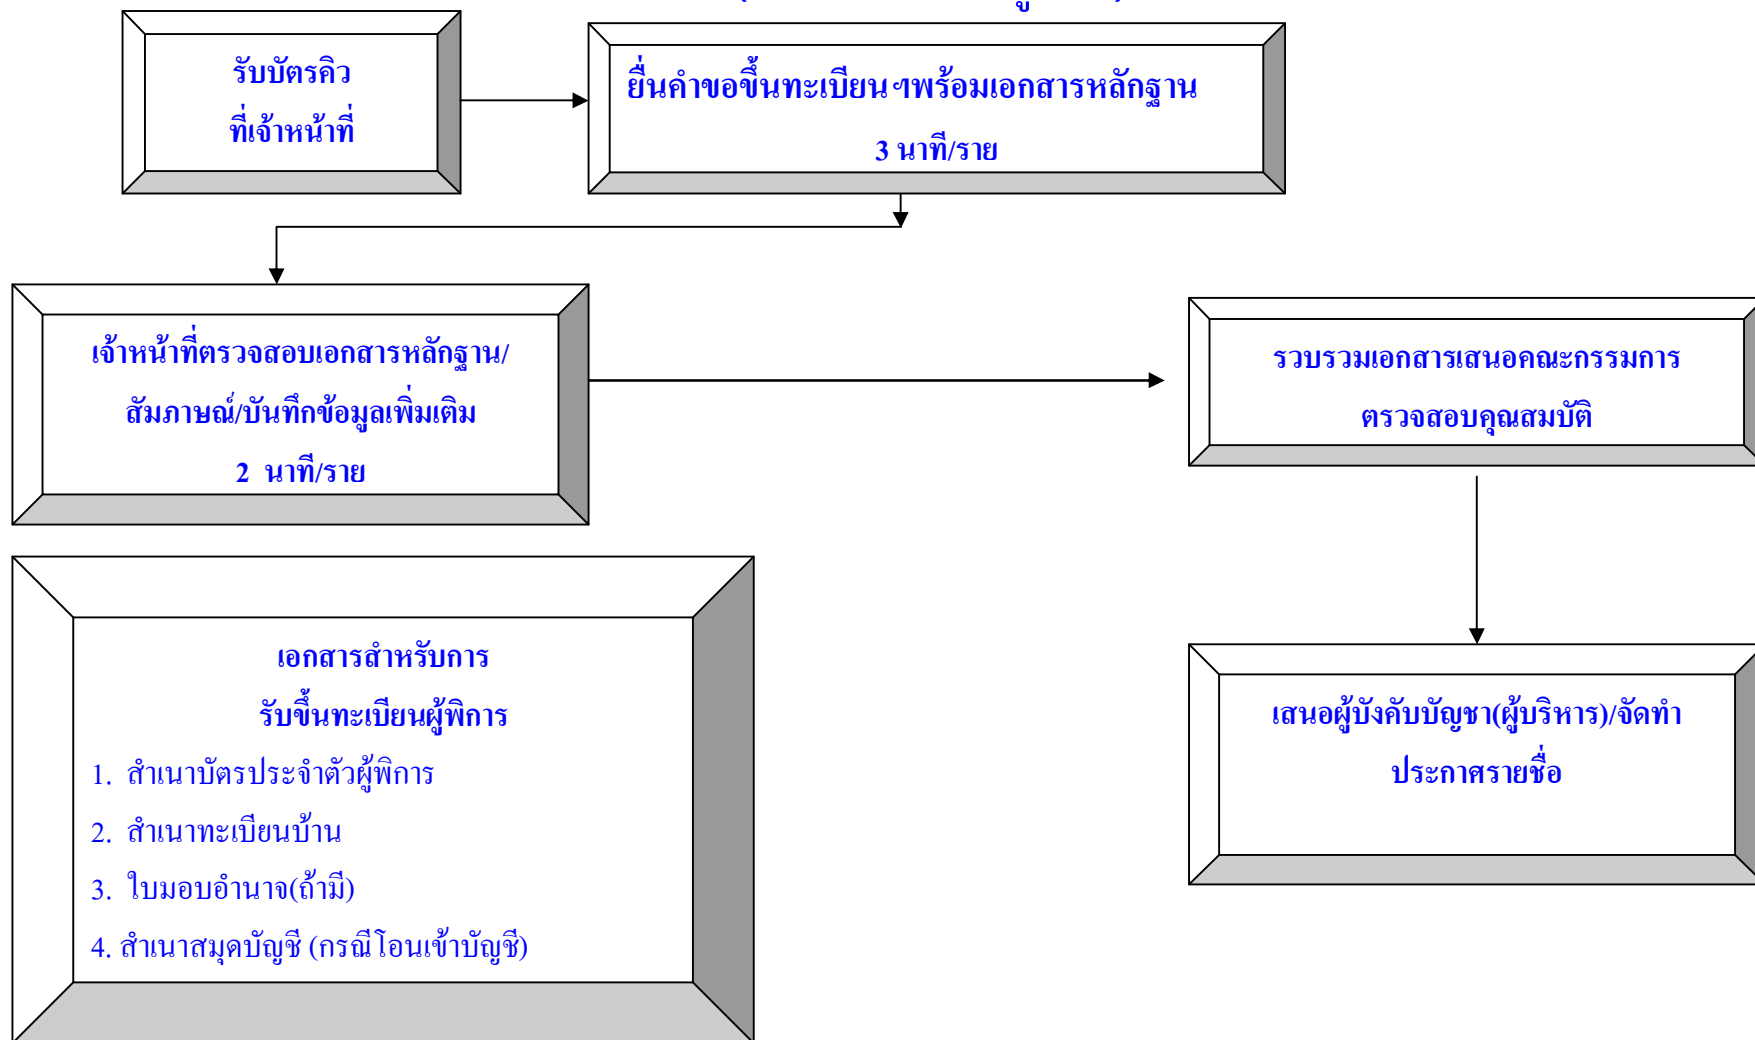 รับบัตรคิว
ที่เจ้าหน้าที่
ยื่นคำขอขึ้นทะเบียนฯพร้อมเอกสารหลักฐาน
3 นาที/ราย
เจ้าหน้าที่ตรวจสอบเอกสารหลักฐาน/
สัมภาษณ์/บันทึกข้อมูลเพิ่มเติม
2 นาที/ราย
รวบรวมเอกสารเสนอคณะกรรมการ
ตรวจสอบคุณสมบัติ
เสนอผู้บังคับบัญชา(ผู้บริหาร)/จัดทำ
ประกาศรายชื่อ
เอกสารสำหรับการ
รับขึ้นทะเบียนผู้พิการ
1. สำเนาบัตรประจำตัวผู้พิการ
2. สำเนาทะเบียนบ้าน
3. ใบมอบอำนาจ(ถ้ามี)
4. สำเนาสมุดบัญชี (กรณีโอนเข้าบัญชี)